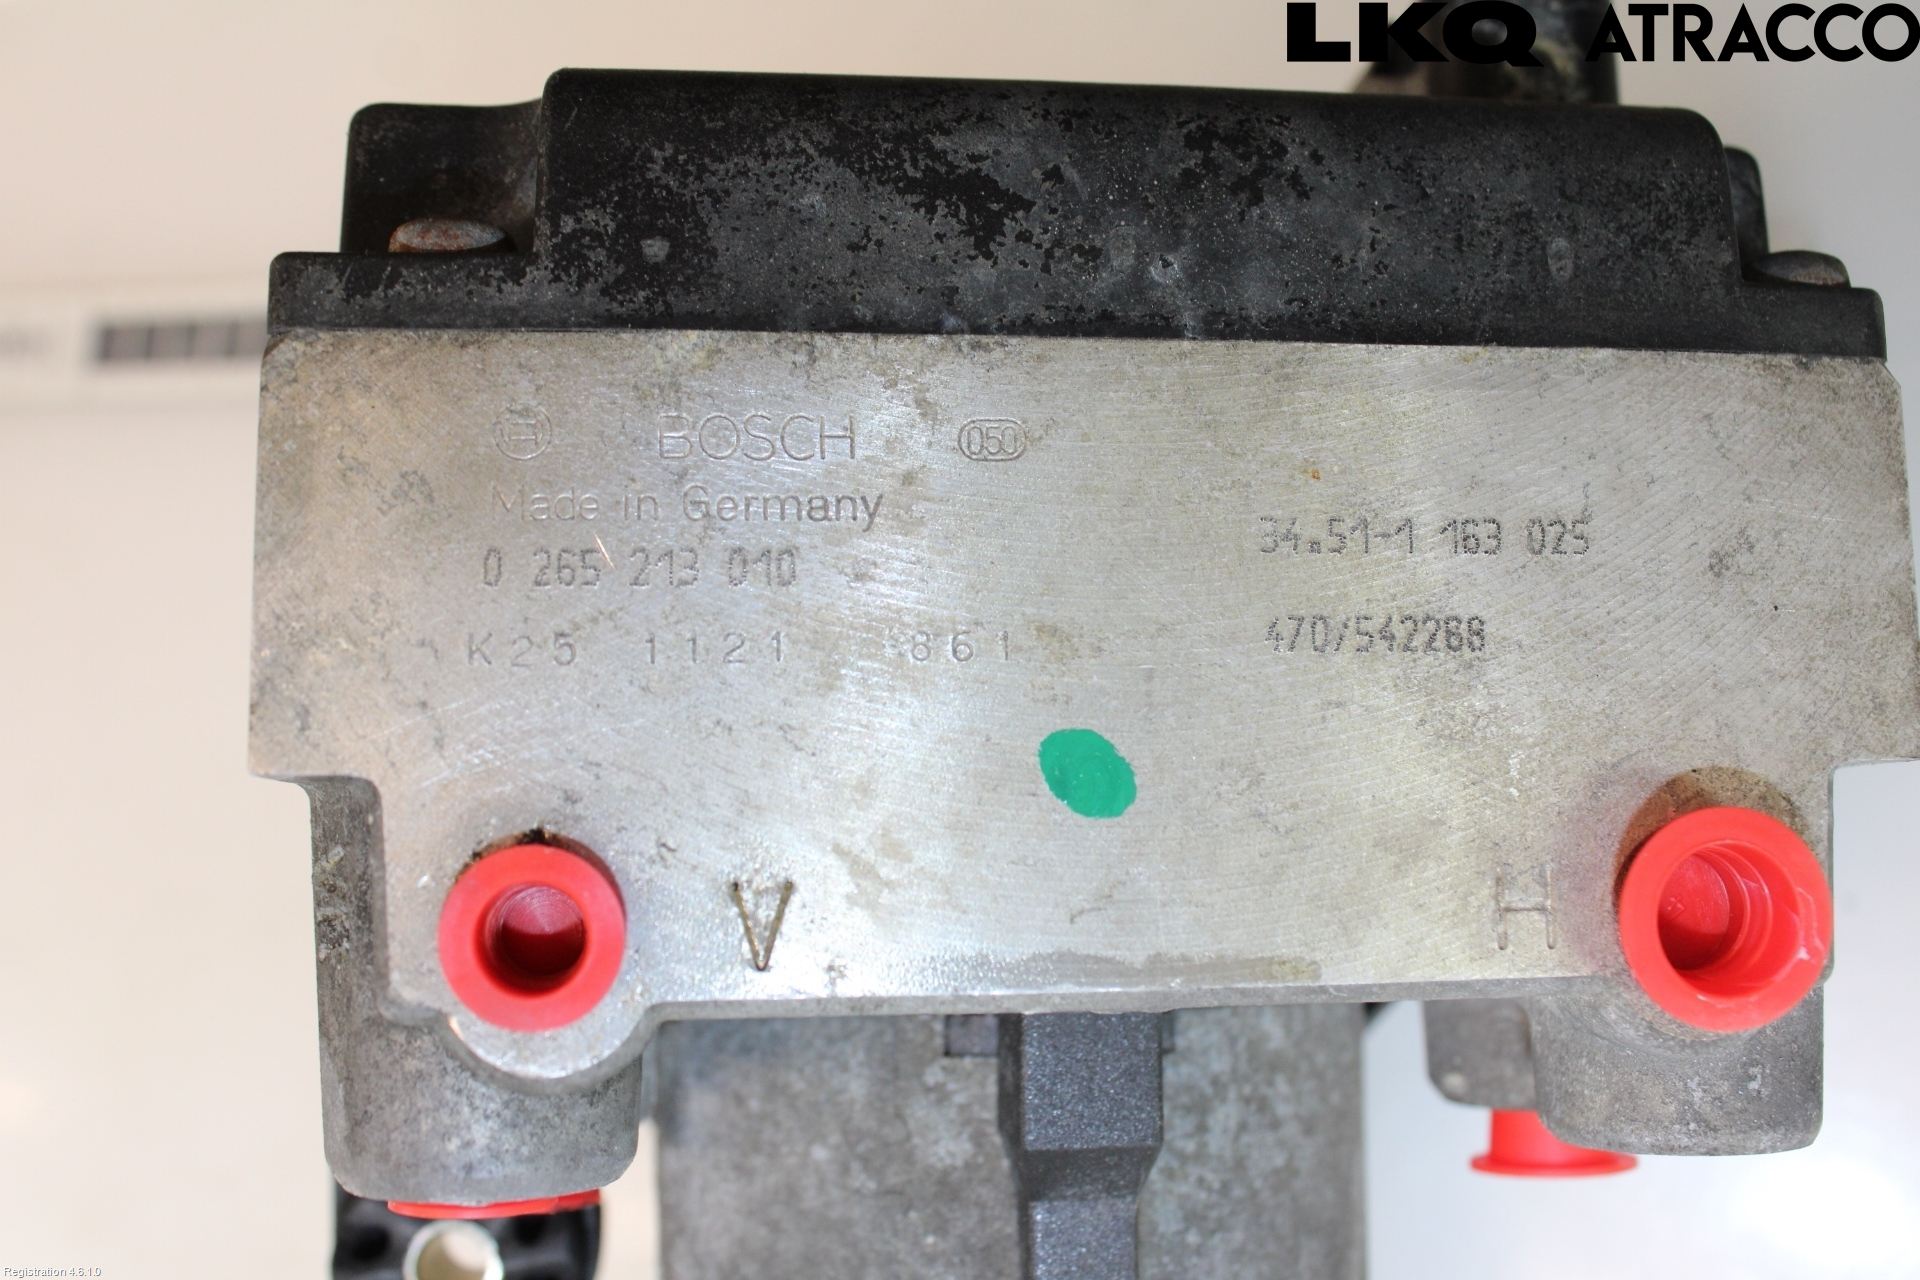 LKQ ATRACCO
BOSCH 050
Made in Germany
0 265 213 010
34.51-1 163 025
K25 1121 861
470/542288
V
H
Registration 4.6.1.0